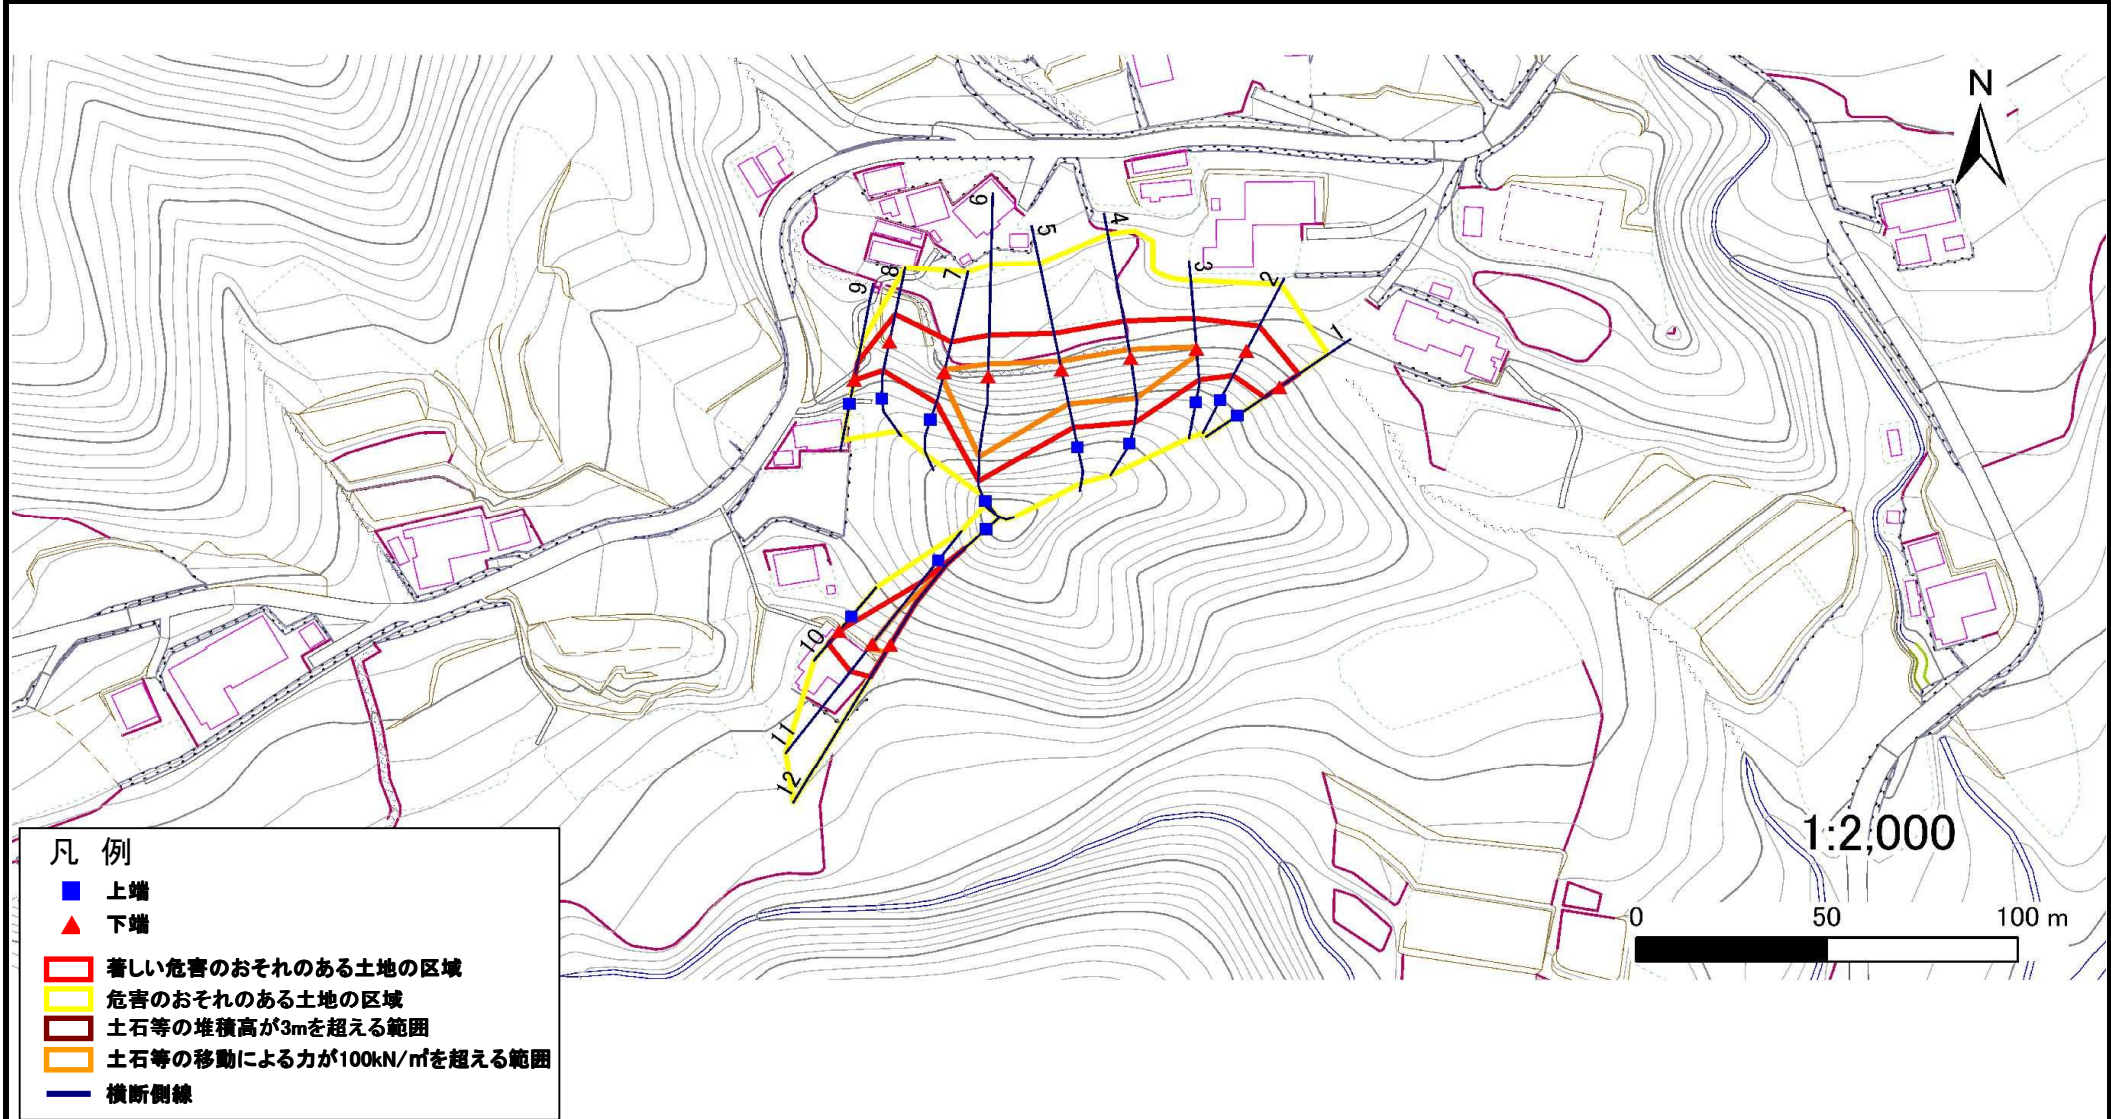 N
9
5
4
8
7
3
2
9
1
10
11
12
1:2,000
0 50 100 m
凡 例
上端
下端
著しい危害のおそれのある土地の区域
危害のおそれのある土地の区域
土石等の堆積高が3mを超える範囲
土石等の移動による力が100kN/㎡を超える範囲
横断側線